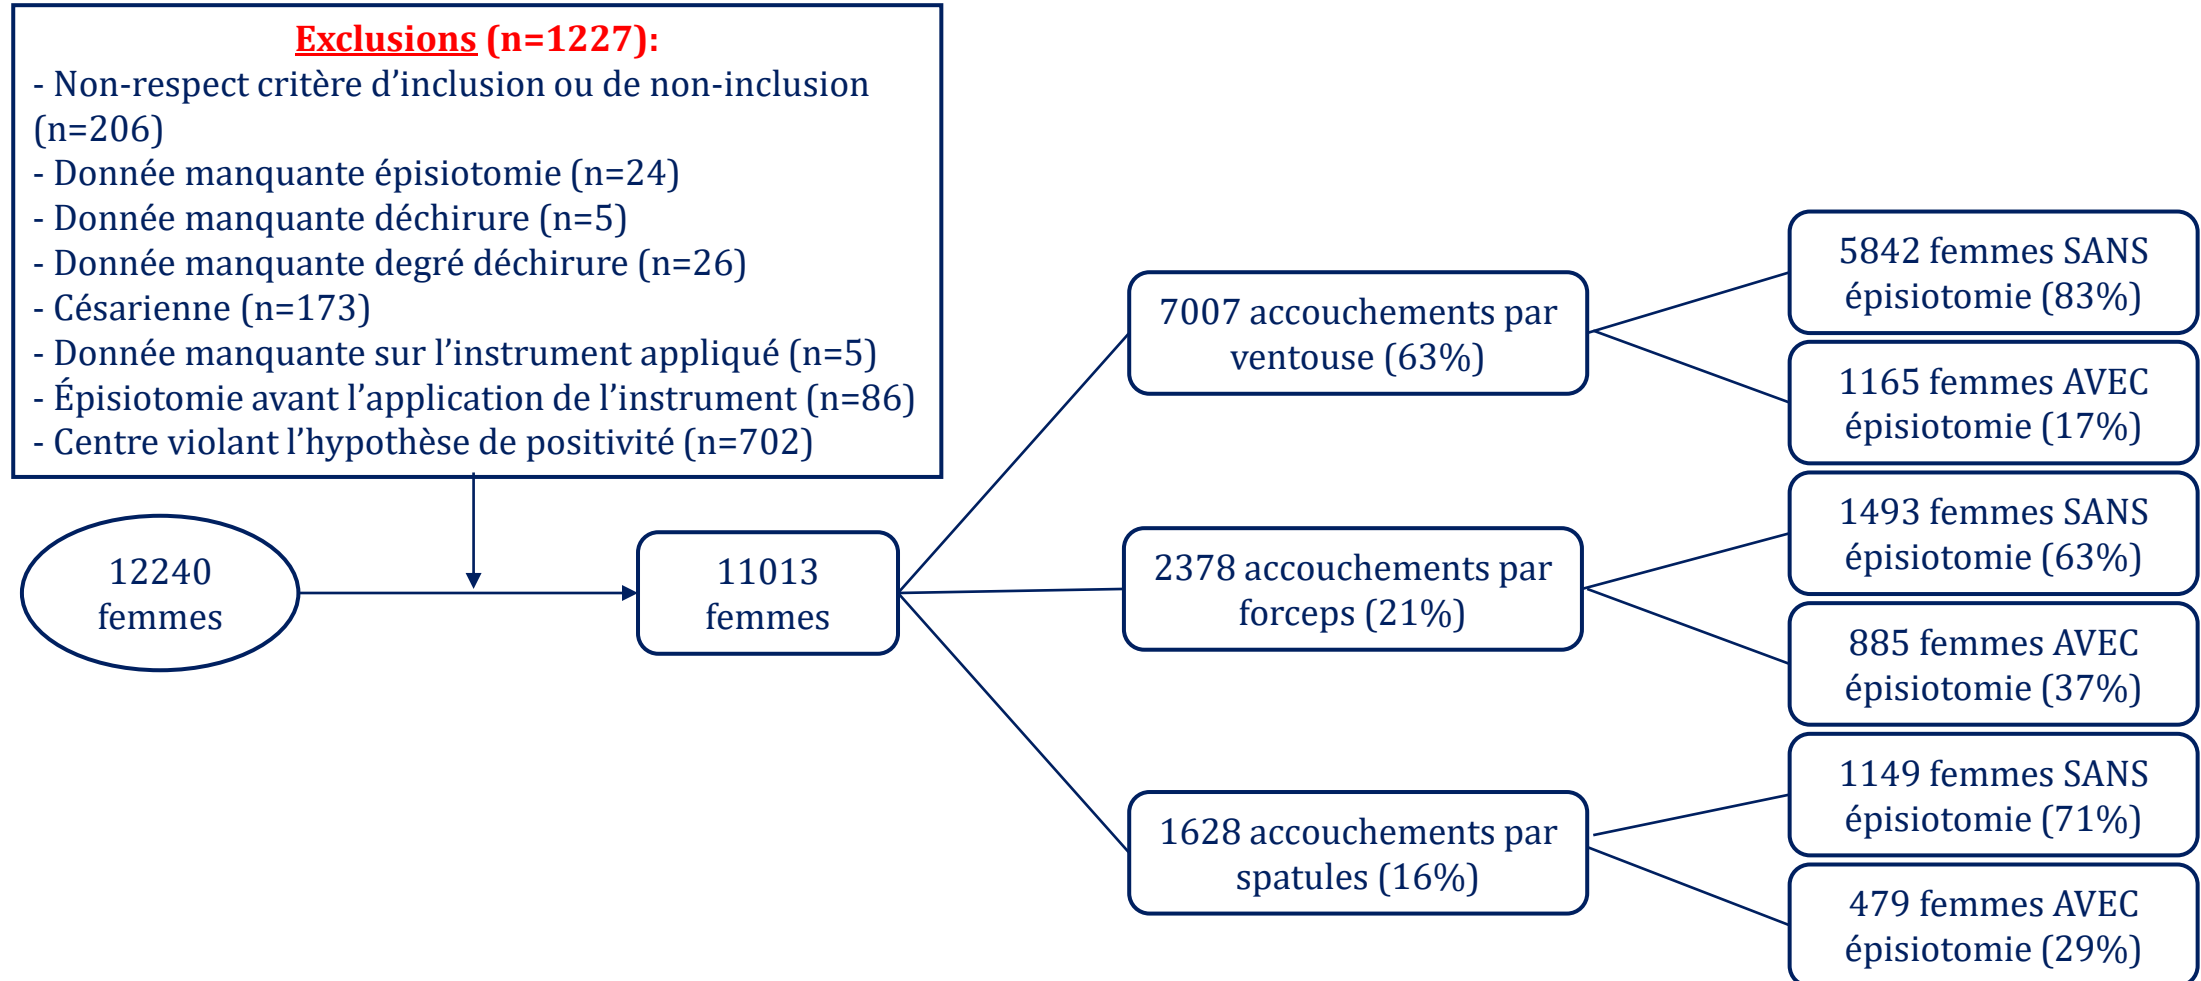 Exclusions (n=1227):
- Non-respect critère d’inclusion ou de non-inclusion
(n=206)
- Donnée manquante épisiotomie (n=24)
- Donnée manquante déchirure (n=5)
- Donnée manquante degré déchirure (n=26)
- Césarienne (n=173)
- Donnée manquante sur l’instrument appliqué (n=5)
- Épisiotomie avant l’application de l’instrument (n=86)
- Centre violant l’hypothèse de positivité (n=702)
12240
femmes
11013
femmes
7007 accouchements par
ventouse (63%)
2378 accouchements par
forceps (21%)
1628 accouchements par
spatules (16%)
5842 femmes SANS
épisiotomie (83%)
1165 femmes AVEC
épisiotomie (17%)
1493 femmes SANS
épisiotomie (63%)
885 femmes AVEC
épisiotomie (37%)
1149 femmes SANS
épisiotomie (71%)
479 femmes AVEC
épisiotomie (29%)